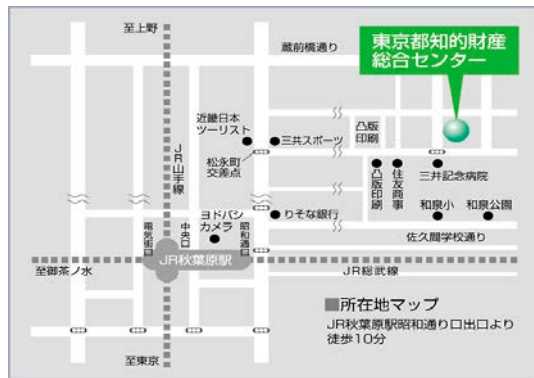 至上野
蔵前橋通り
東京都知的財産
総合センター
近畿日本
ツーリスト
三共スポーツ
凸版
印刷
JR山手線
松永町
交差点
凸版印刷
住友商事
三井記念病院
ヨドバシ
カメラ
りそな銀行
和泉小
和泉公園
電気街口
中央口
昭和通口
佐久間学校通り
至御茶ノ水
JR秋葉原駅
JR総武線
■所在地マップ
JR秋葉原駅昭和通り口出口より
徒歩10分
至東京